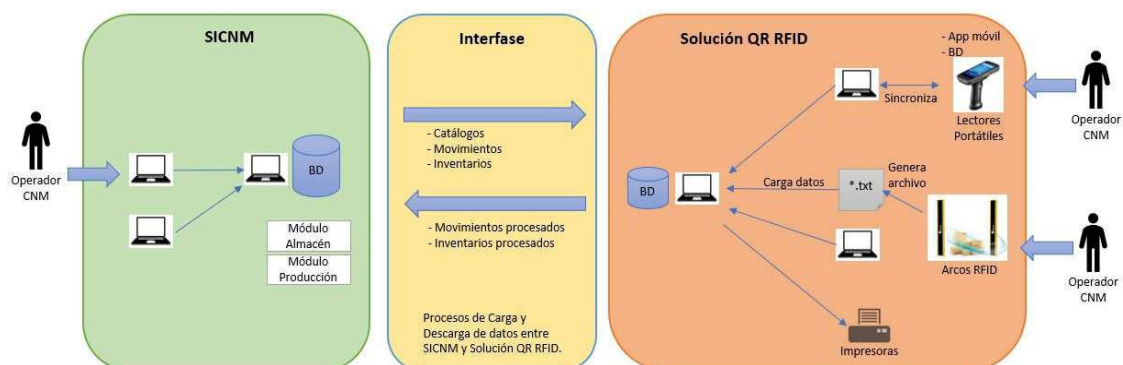 SICNM
Operador
CNM
BD
Módulo
Almacén
Módulo
Producción
Interfase
- Catálogos
- Movimientos
- Inventarios
- Movimientos procesados
- Inventarios procesados
Procesos de Carga y
Descarga de datos entre
SICNM y Solución QR RFID.
Solución QR RFID
- App móvil
- BD
Sincroniza
Lectores
Portátiles
Operador
CNM
BD
Carga datos
*.txt
Genera
archivo
Arcos RFID
Operador
CNM
Impresoras